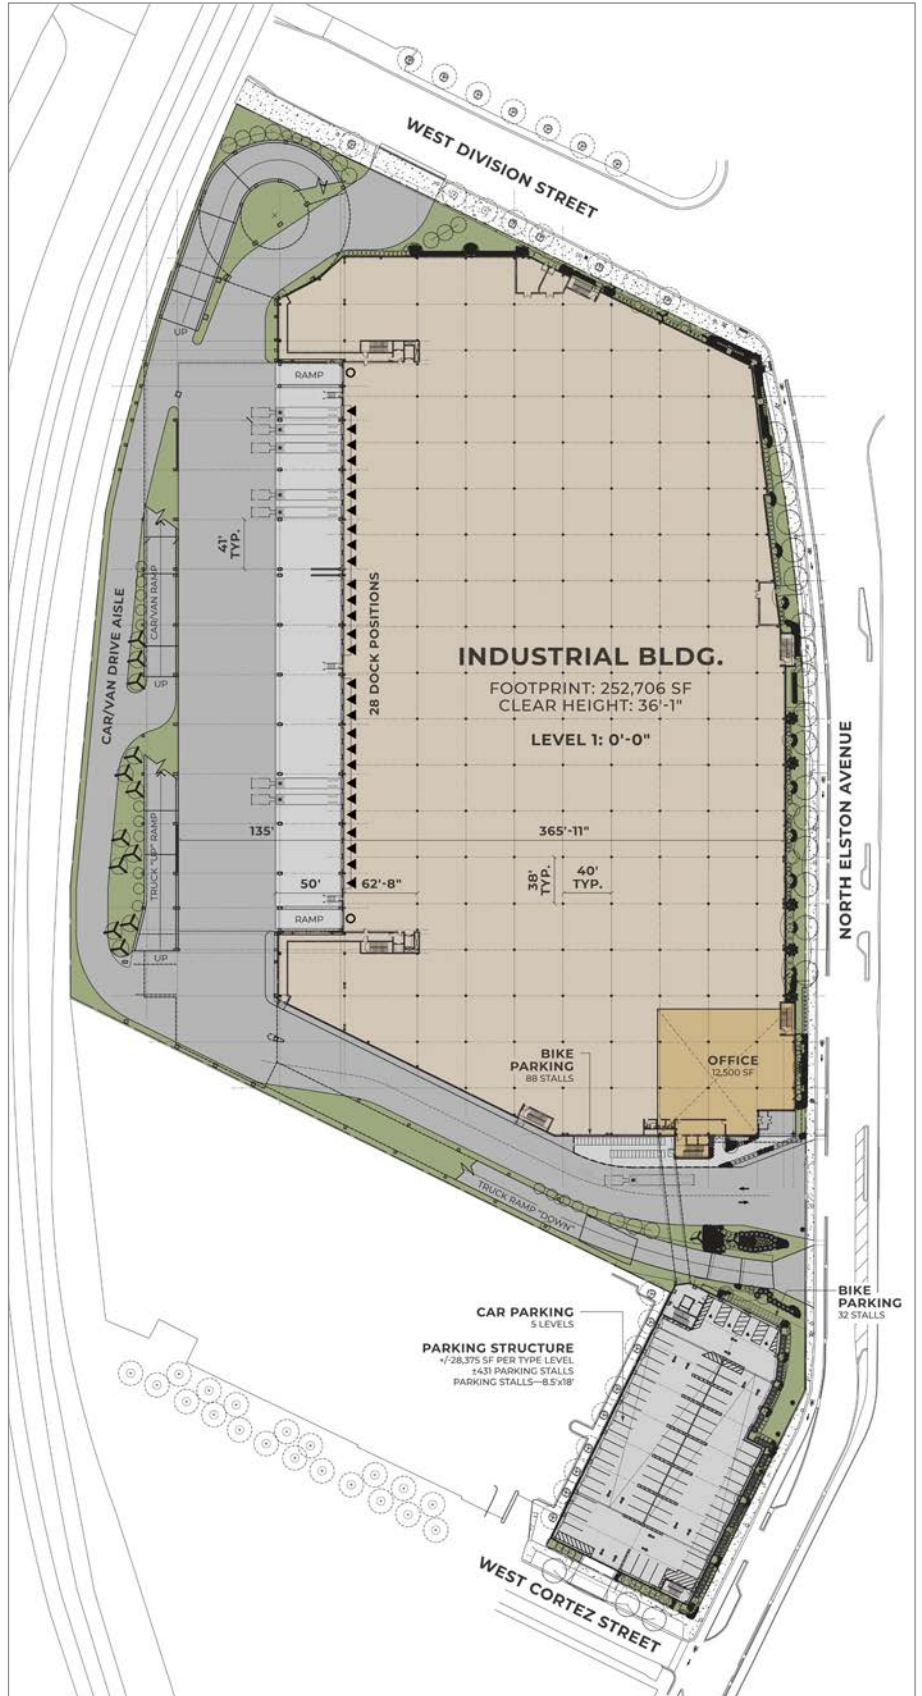 WEST DIVISION STREET
UP
RAMP
41'
TYP.
28 DOCK POSITIONS
CAR/VAN DRIVE AISLE
CAR/VAN RAMP
UP
INDUSTRIAL BLDG.
FOOTPRINT: 252,706 SF
CLEAR HEIGHT: 36'-1"
LEVEL 1: 0'-0"
NORTH ELSTON AVENUE
135'
365'-11"
TRUCK "UP" RAMP
50'
62'-8"
38'
TYP.
40'
TYP.
RAMP
UP
BIKE
PARKING
88 STALLS
OFFICE
12,500 SF
TRUCK RAMP "DOWN"
BIKE
PARKING
32 STALLS
CAR PARKING
5 LEVELS
PARKING STRUCTURE
+/-28,375 SF PER TYPE LEVEL
±431 PARKING STALLS
PARKING STALLS—8.5'x18'
WEST CORTEZ STREET